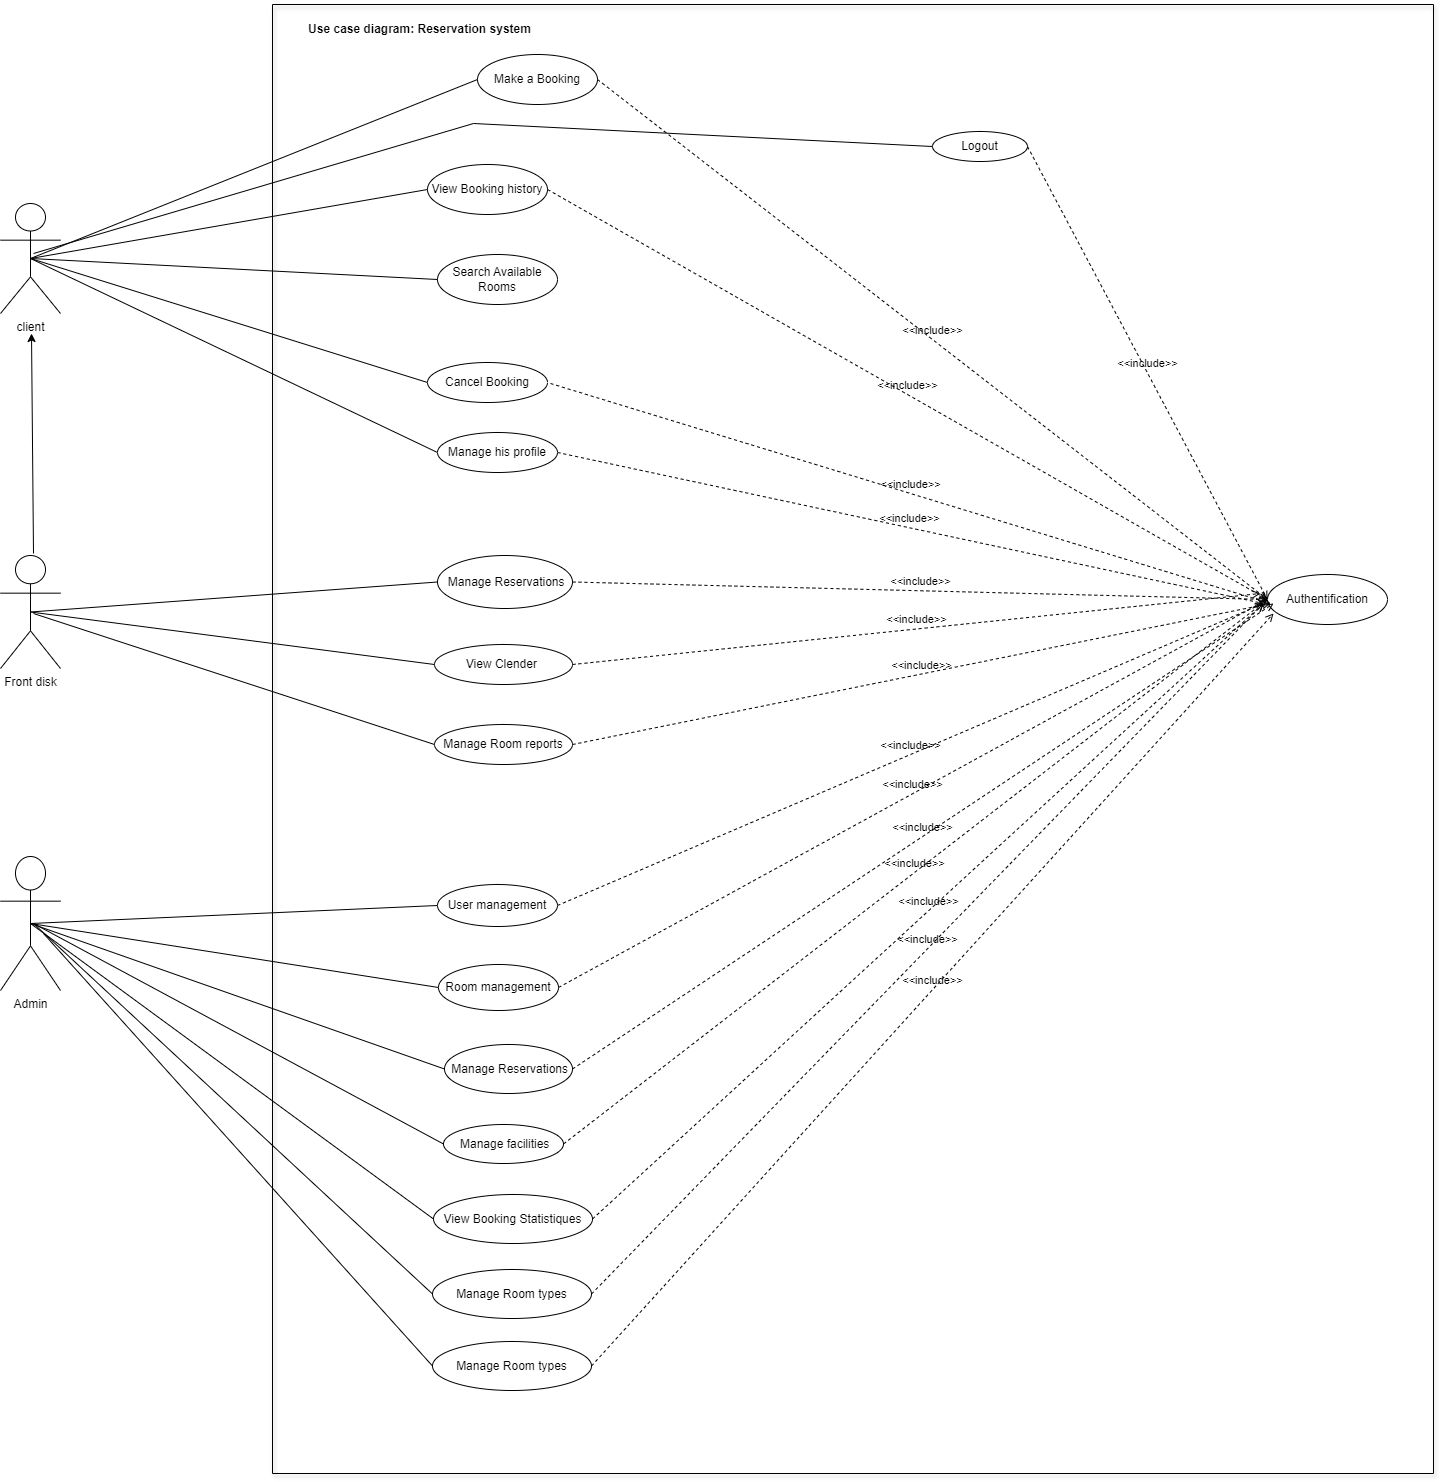 Use case diagram: Reservation system
Make a Booking
Logout
View Booking history
Search Available
Rooms
client
<<include>>
<<include>>
Cancel Booking
<<include>>
Manage his profile
<<include>>
<<include>>
Manage Reservations
<<include>>
Authentification
<<include>>
View Clender
<<include>>
Front disk
Manage Room reports
<<include>>
<<include>>
<<include>>
<<include>>
User management
<<include>>
<<include>>
Room management
<<include>>
Admin
Manage Reservations
Manage facilities
View Booking Statistiques
Manage Room types
Manage Room types